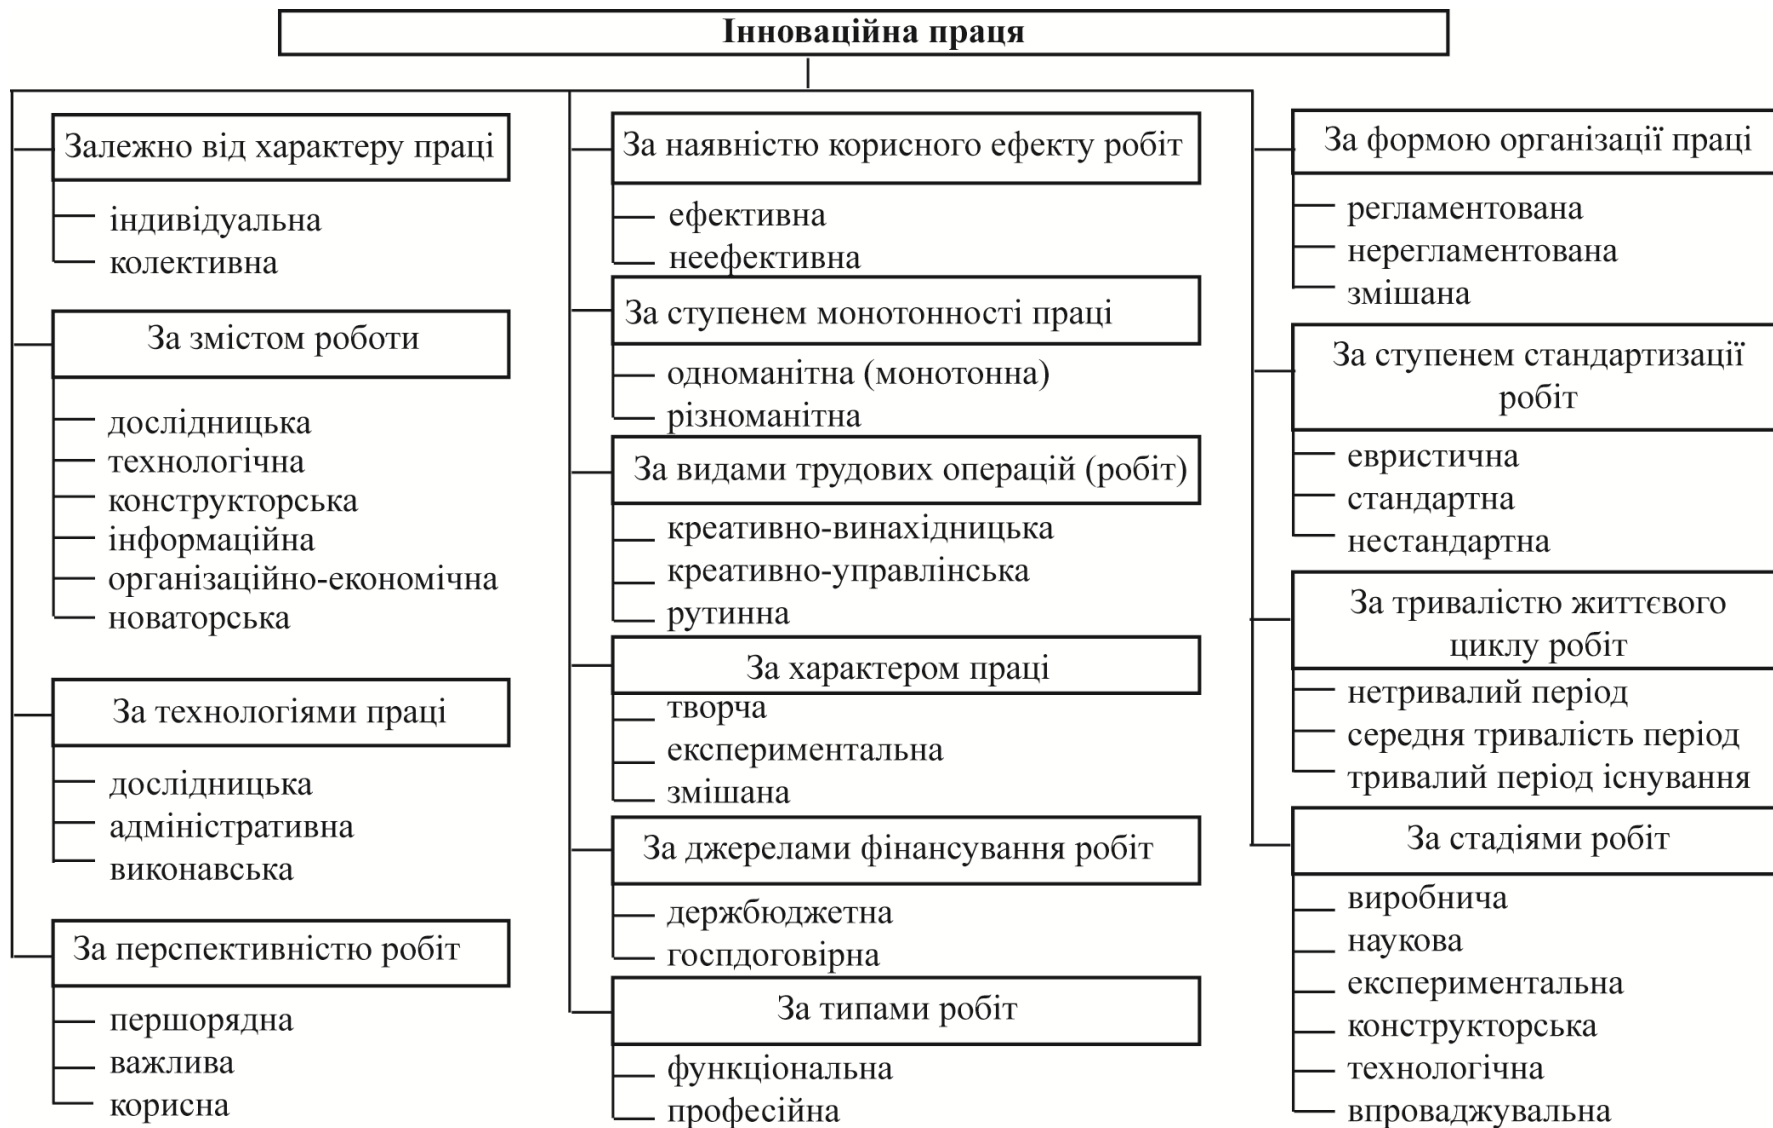 Інноваційна праця
Залежно від характеру праці
індивідуальна
колективна
За змістом роботи
дослідницька
технологічна
конструкторська
інформаційна
організаційно-економічна
новаторська
За технологіями праці
дослідницька
адміністративна
виконавська
За перспективністю робіт
першорядна
важлива
корисна
За наявністю корисного ефекту робіт
ефективна
неефективна
За ступенем монотонності праці
одноманітна (монотонна)
різноманітна
За видами трудових операцій (робіт)
креативно-винахідницька
креативно-управлінська
рутинна
За характером праці
творча
експериментальна
змішана
За джерелами фінансування робіт
держбюджетна
госпдоговірна
За типами робіт
функціональна
професійна
За формою організації праці
регламентована
нерегламентована
змішана
За ступенем стандартизації
робіт
евристична
стандартна
нестандартна
За тривалістю життєвого
циклу робіт
нетривалий період
середня тривалість період
тривалий період існування
За стадіями робіт
виробнича
наукова
експериментальна
конструкторська
технологічна
впроваджувальна